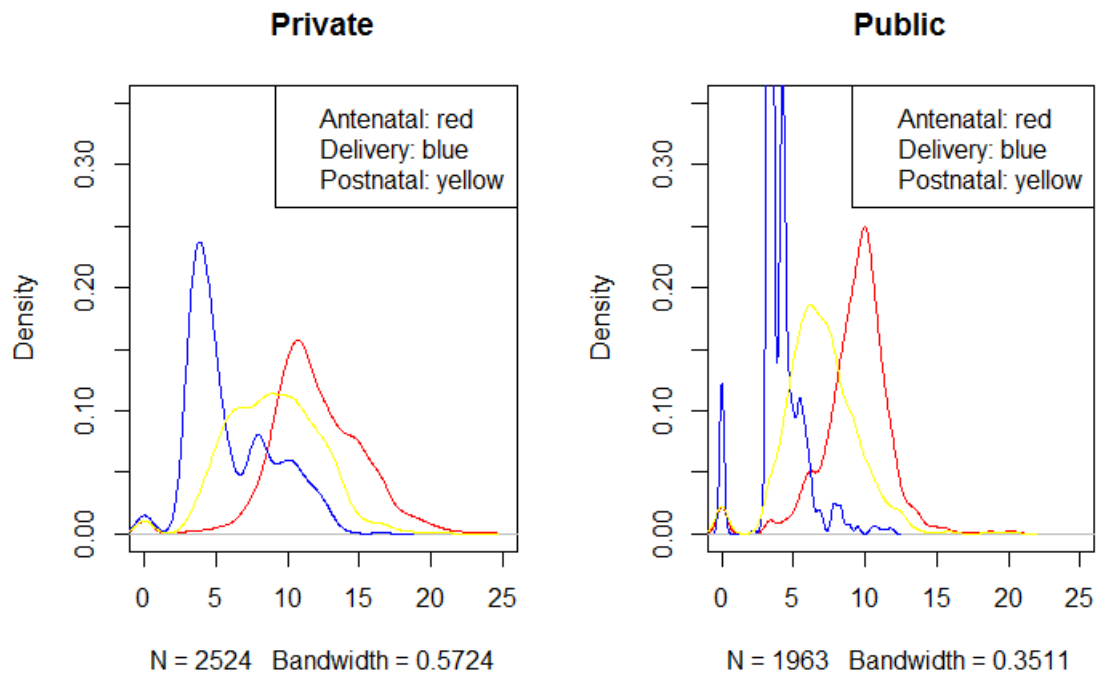 Private
Antenatal: red
Delivery: blue
Postnatal: yellow
Density
0.00
0.10
0.20
0.30
0 5 10 15 20 25
N = 2524 Bandwidth = 0.5724
Public
Antenatal: red
Delivery: blue
Postnatal: yellow
Density
0.00
0.10
0.20
0.30
0 5 10 15 20 25
N = 1963 Bandwidth = 0.3511